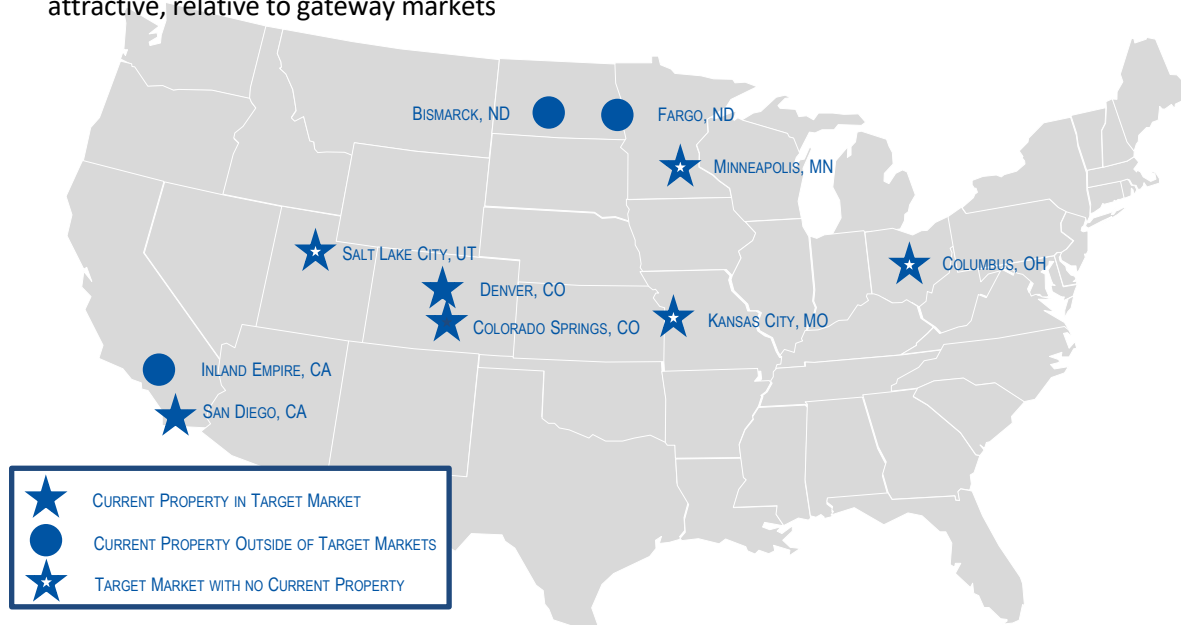 attractive, relative to gateway markets
BISMARCK, ND
FARGO, ND
MINNEAPOLIS, MN
SALT LAKE CITY, UT
COLUMBUS, OH
DENVER, CO
COLORADO SPRINGS, CO
KANSAS CITY, MO
INLAND EMPIRE, CA
SAN DIEGO, CA
CURRENT PROPERTY IN TARGET MARKET
CURRENT PROPERTY OUTSIDE OF TARGET MARKETS
TARGET MARKET WITH NO CURRENT PROPERTY